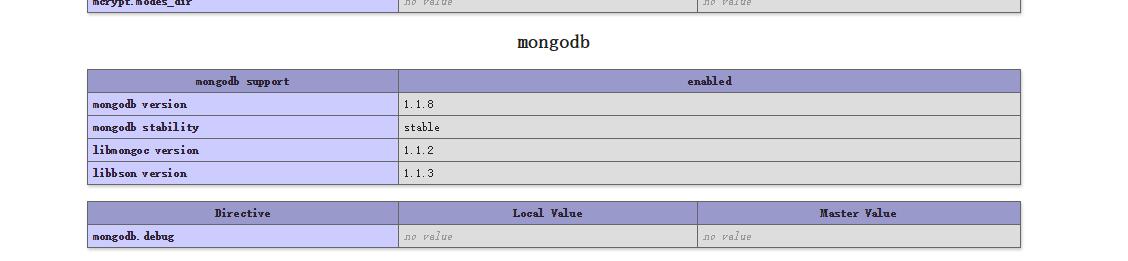 mcrypt.modes_dir no value no value
mongodb
mongodb support enabled
mongodb version 1.1.8
mongodb stability stable
libmongoc version 1.1.2
libbson version 1.1.3
Directive Local Value Master Value
mongodb.debug no value no value